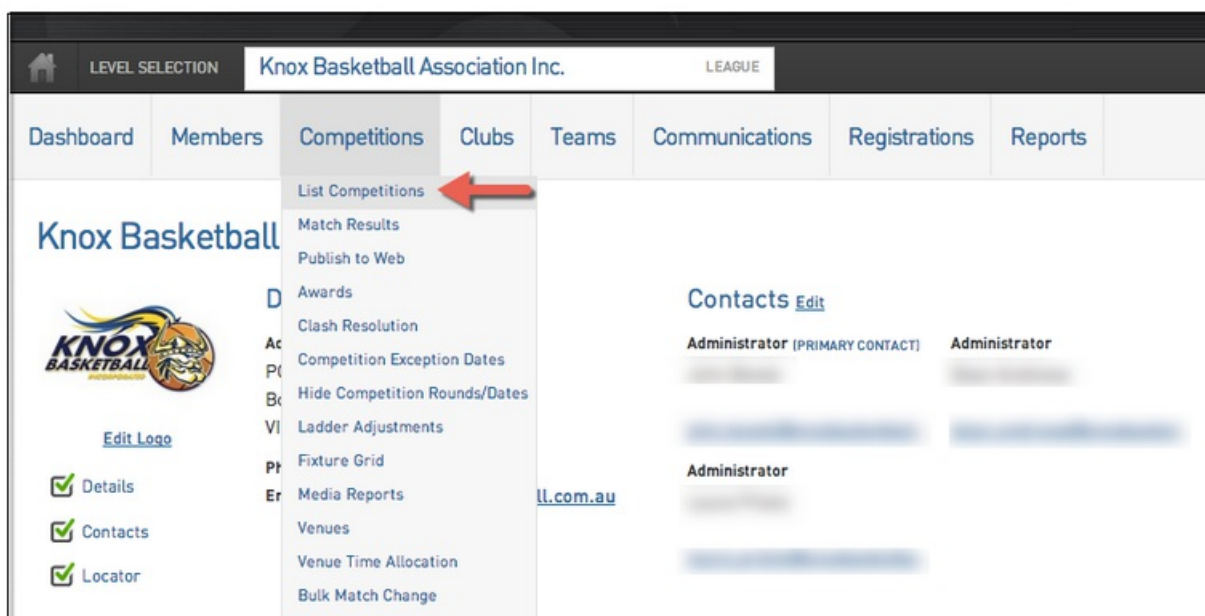 LEVEL SELECTION Knox Basketball Association Inc. LEAGUE
Dashboard Members Competitions Clubs Teams Communications Registrations Reports
List Competitions
Match Results
Publish to Web
Awards
Clash Resolution
Competition Exception Dates
Hide Competition Rounds/Dates
Ladder Adjustments
Fixture Grid
Media Reports
Venues
Venue Time Allocation
Bulk Match Change
Knox Basketball
KNOX
BASKETBALL
INCORPORATED
Edit Logo
Details
Contacts
Locator
ll.com.au
Contacts Edit
Administrator (PRIMARY CONTACT) Administrator
Administrator